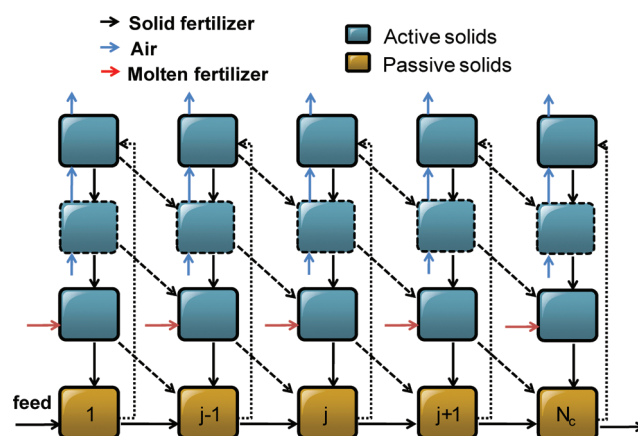 Solid fertilizer
Air
Molten fertilizer
Active solids
Passive solids
feed
1
j-1
j
j+1
Nc